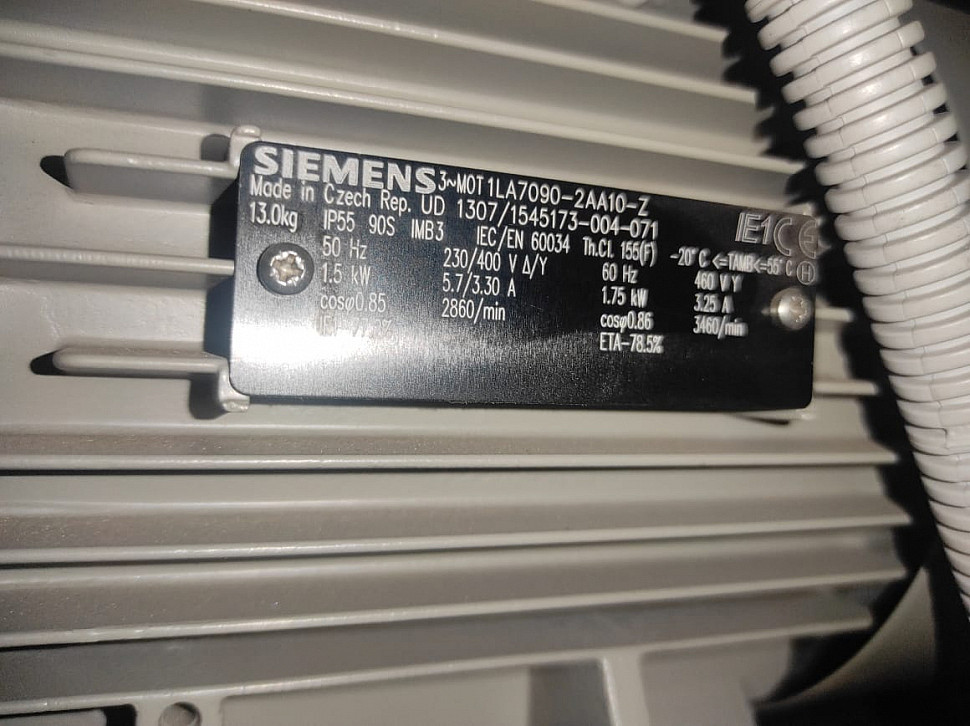 SIEMENS 3~MOT 1LA7090-2AA10-Z
Made in Czech Rep. UD 1307/1545173-004-071 IE1 CE
13.0kg IP55 90S IMB3 IEC/EN 60034 Th.Cl. 155(F) -20°C <=TAMB<=55°C H
50 Hz 230/400 V Δ/Y 60 Hz 460 V Y
1.5 kW 5.7/3.30 A 1.75 kW 3.25 A
cosφ0.85 2860/min cosφ0.86 3460/min
ETA-78.5%